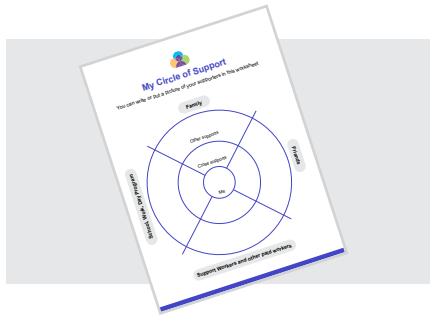 My Circle of Support
You can write or put a picture of your supporters in this worksheet
Family
Other supports
Close supports
Me
Friends
School, Work, Day Program
Support Workers and other paid workers